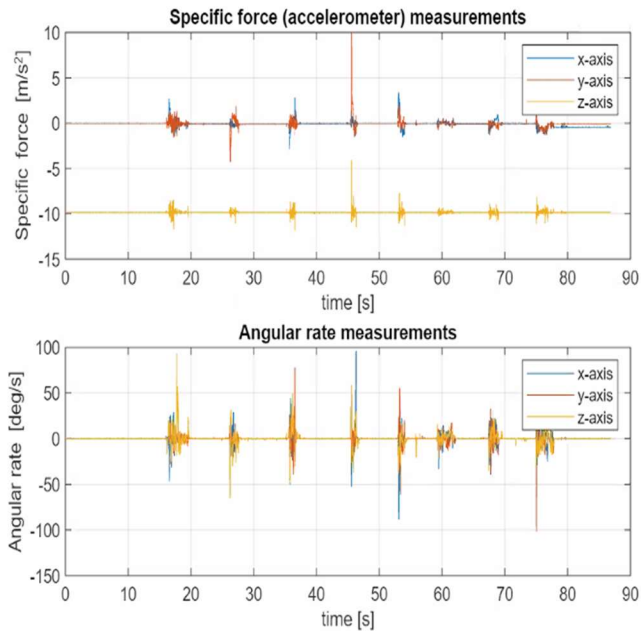 Specific force (accelerometer) measurements
Specific force [m/s²]
10
5
0
-5
-10
-15
x-axis
y-axis
z-axis
0 10 20 30 40 50 60 70 80 90
time [s]
Angular rate measurements
Angular rate [deg/s]
100
50
0
-50
-100
-150
x-axis
y-axis
z-axis
0 10 20 30 40 50 60 70 80 90
time [s]